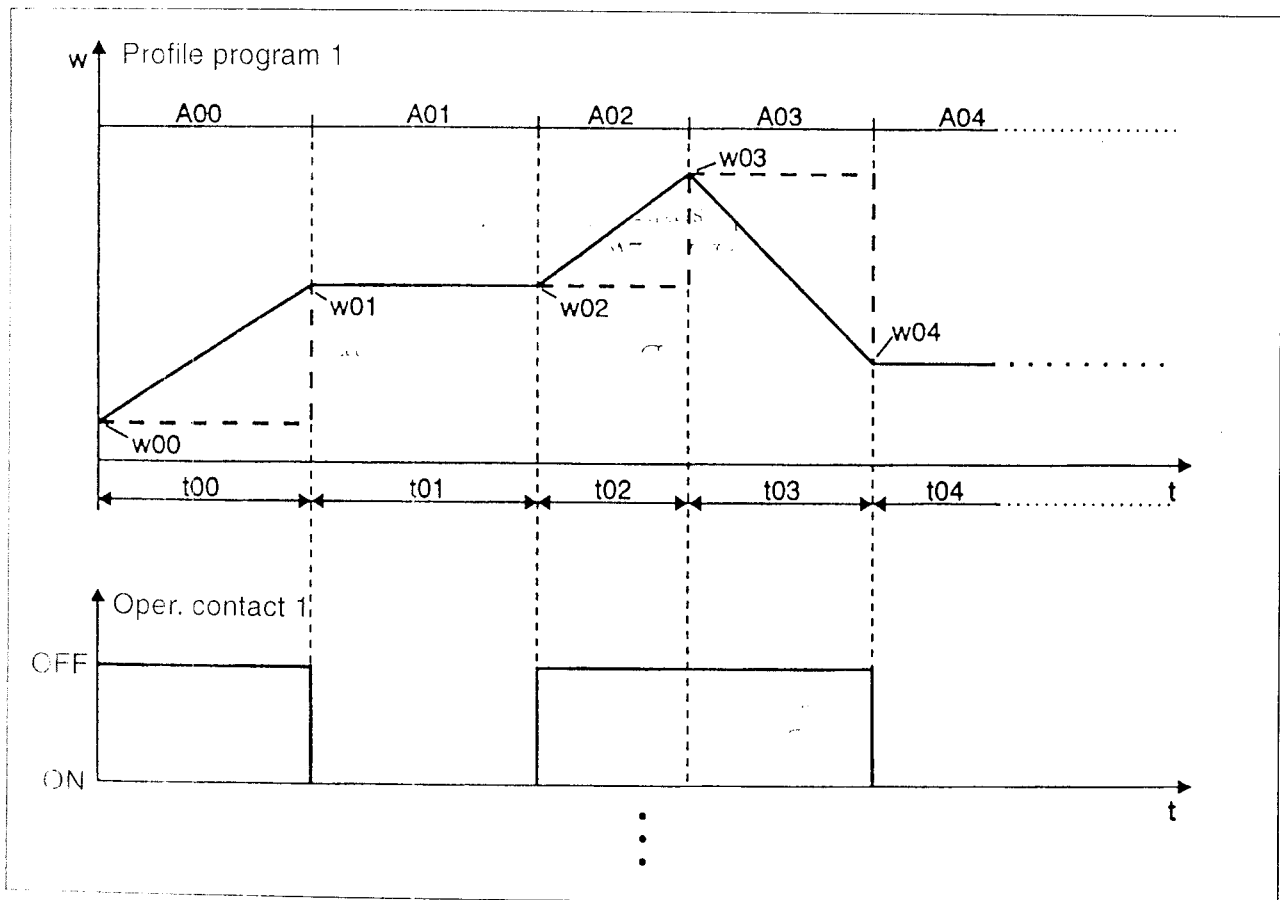 w Profile program 1
A00 A01 A02 A03 A04
w03
w01
w02
w04
w00
t
t00 t01 t02 t03 t04
Oper. contact 1
OFF
ON
t